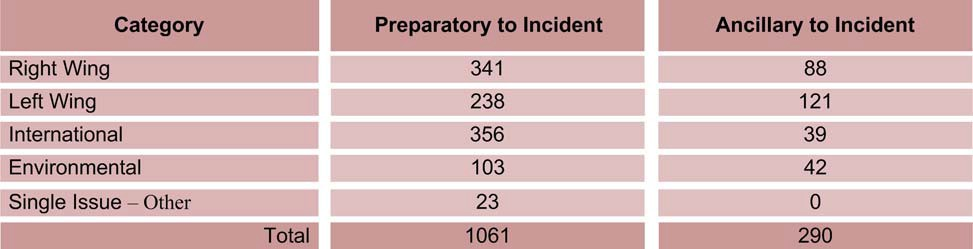 Category Preparatory to Incident Ancillary to Incident
Right Wing 341 88
Left Wing 238 121
International 356 39
Environmental 103 42
Single Issue – Other 23 0
Total 1061 290